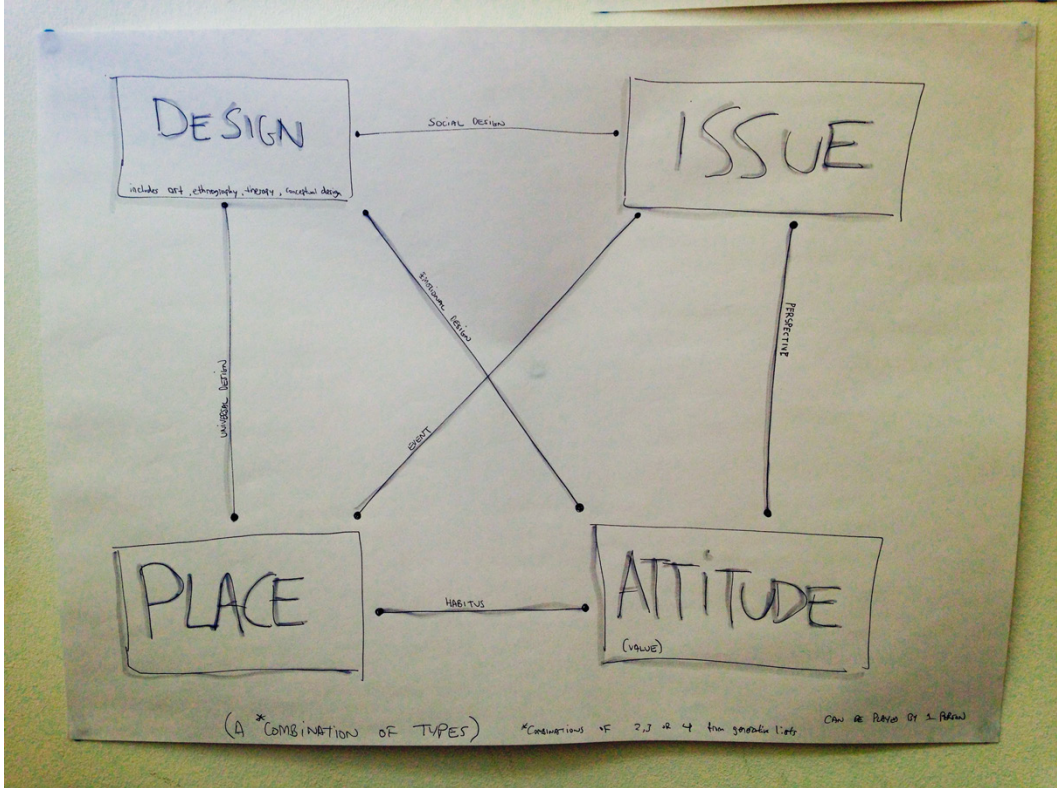 DESIGN
includes art, ethnography, therapy, conceptual design
SOCIAL DESIGN
ISSUE
UNIVERSAL DESIGN
EMOTIONAL DESIGN
EVENT
PERSPECTIVE
PLACE
HABITUS
ATTiTUDE
(VALUE)
(A *COMBiNATION OF TYPES)
*COMBINATIONS OF 2,3 OR 4 from generative lists
CAN BE PLAYED BY 1 PERSON